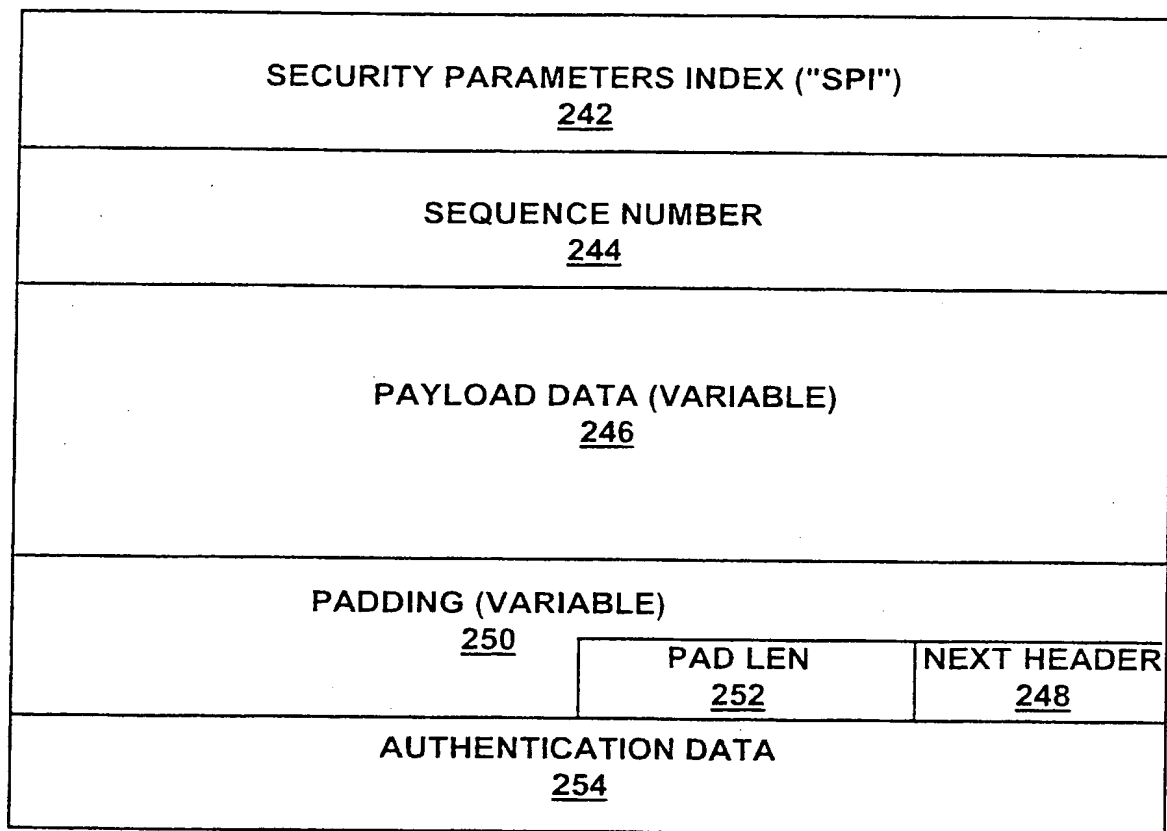 SECURITY PARAMETERS INDEX ("SPI")
242
SEQUENCE NUMBER
244
PAYLOAD DATA (VARIABLE)
246
PADDING (VARIABLE)
250
PAD LEN
252
NEXT HEADER
248
AUTHENTICATION DATA
254